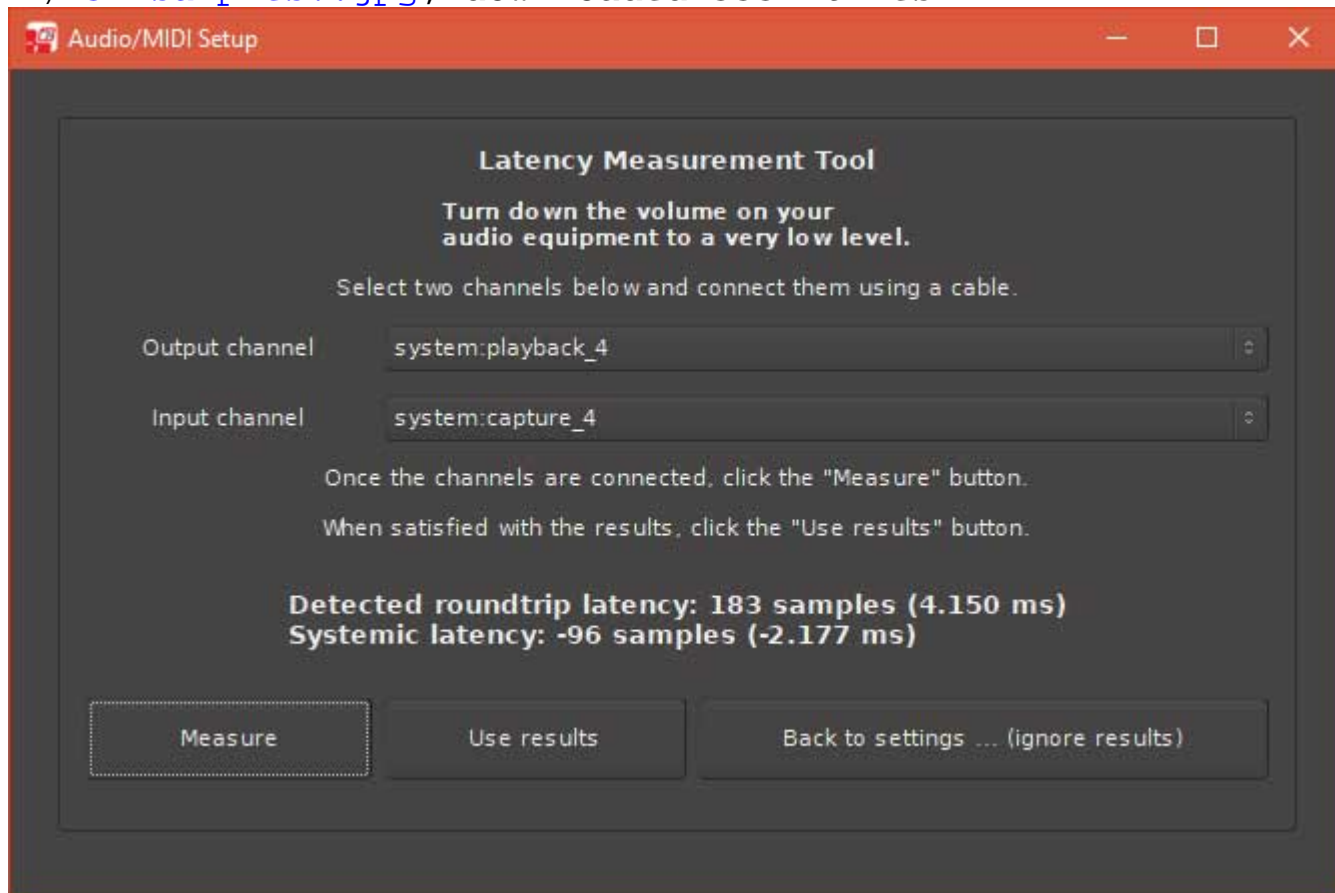 Audio/MIDI Setup
Latency Measurement Tool
Turn down the volume on your
audio equipment to a very low level.
Select two channels below and connect them using a cable.
Output channel system:playback_4
Input channel system:capture_4
Once the channels are connected, click the "Measure" button.
When satisfied with the results, click the "Use results" button.
Detected roundtrip latency: 183 samples (4.150 ms)
Systemic latency: -96 samples (-2.177 ms)
Measure Use results Back to settings ... (ignore results)